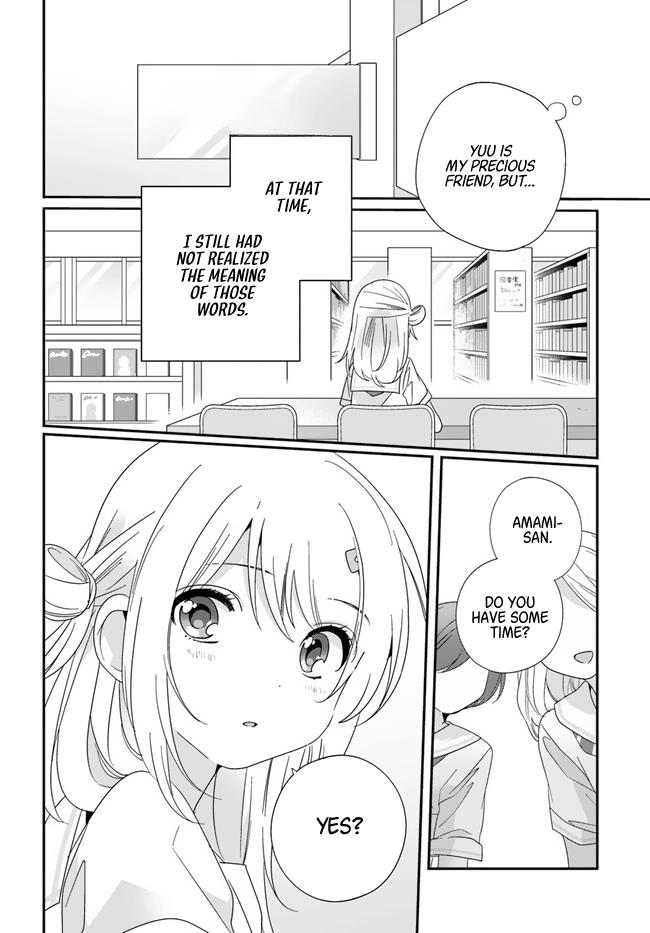 YUU IS
MY PRECIOUS
FRIEND, BUT...
AT THAT
TIME,
I STILL HAD
NOT REALIZED
THE MEANING
OF THOSE
WORDS.
AMAMI-
SAN.
DO YOU
HAVE SOME
TIME?
YES?